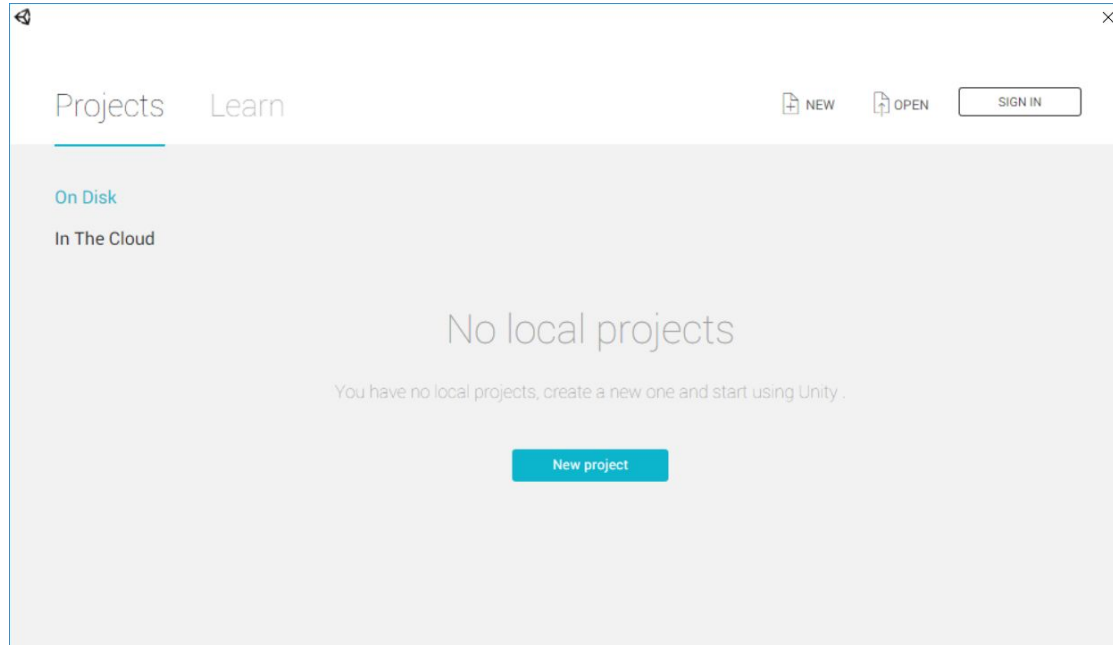 Projects Learn NEW OPEN SIGN IN
On Disk
In The Cloud
No local projects
You have no local projects, create a new one and start using Unity .
New project